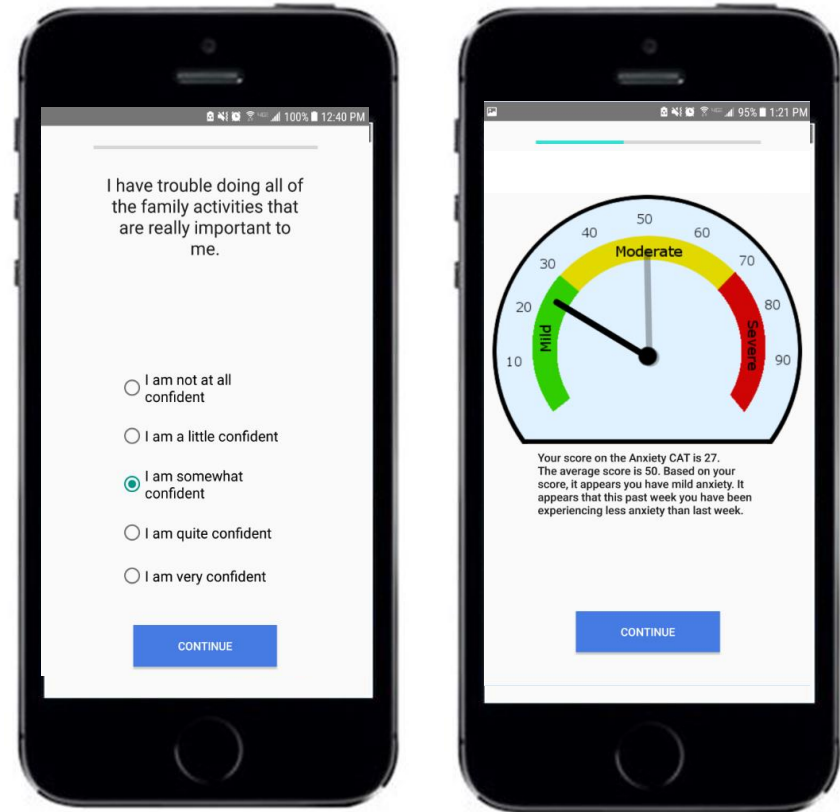 100% 12:40 PM
I have trouble doing all of
the family activities that
are really important to
me.
I am not at all
confident
I am a little confident
I am somewhat
confident
I am quite confident
I am very confident
CONTINUE
95% 1:21 PM
10
20
30
40
50
60
70
80
90
Mild
Moderate
Severe
Your score on the Anxiety CAT is 27.
The average score is 50. Based on your
score, it appears you have mild anxiety. It
appears that this past week you have been
experiencing less anxiety than last week.
CONTINUE